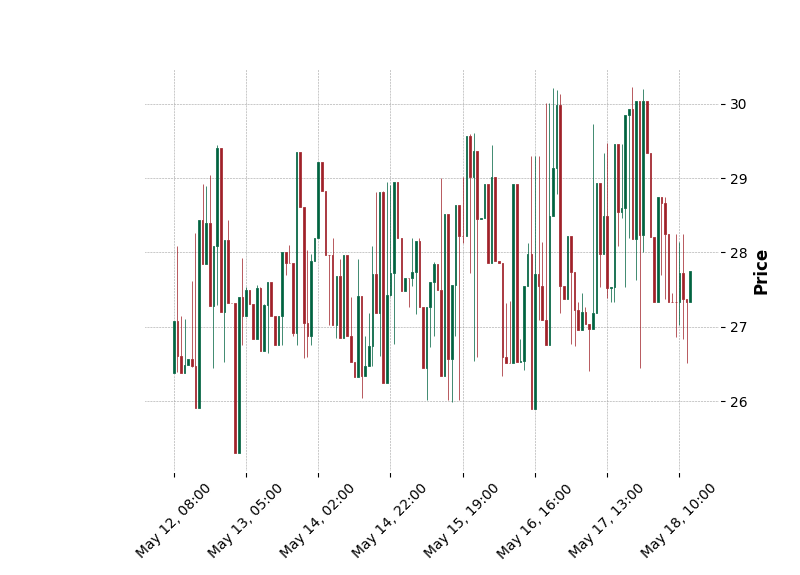 30
29
28
27
26
Price
May 12, 08:00
May 13, 05:00
May 14, 02:00
May 14, 22:00
May 15, 19:00
May 16, 16:00
May 17, 13:00
May 18, 10:00